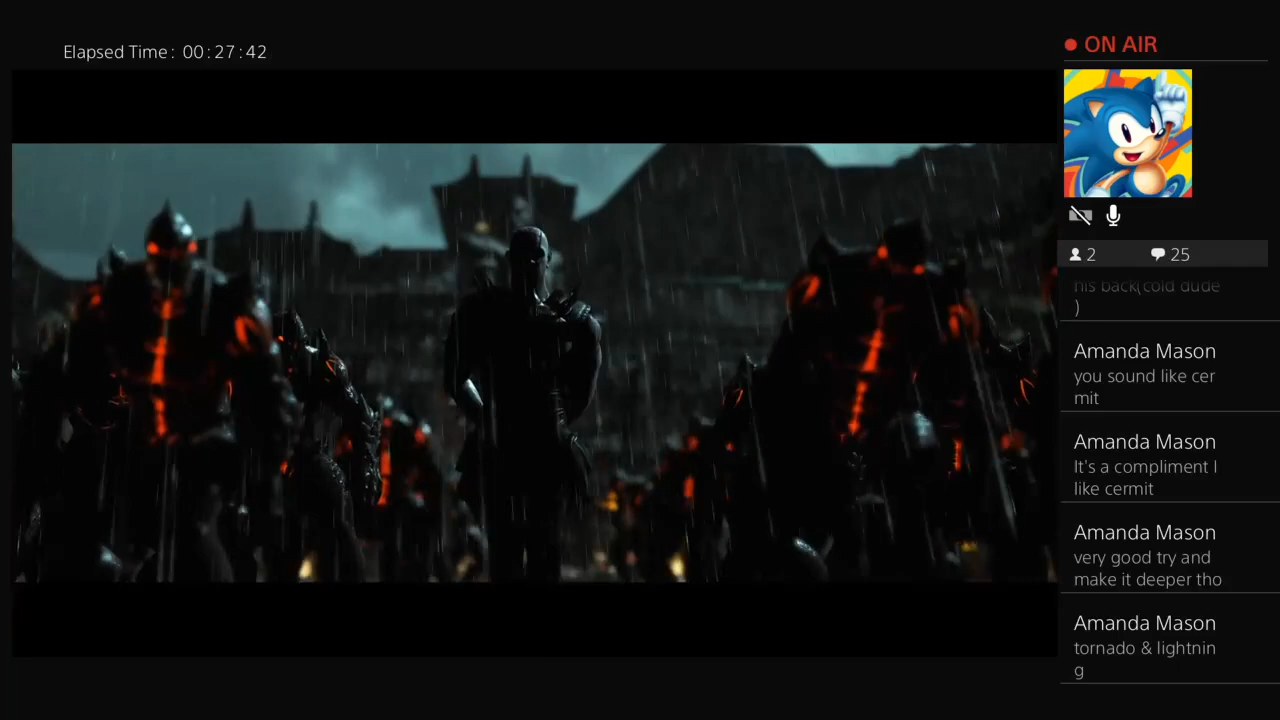 Elapsed Time: 00:27:42
ON AIR
2 25
his back(cold dude
)
Amanda Mason
you sound like cer
mit
Amanda Mason
It's a compliment I
like cermit
Amanda Mason
very good try and
make it deeper tho
Amanda Mason
tornado & lightnin
g